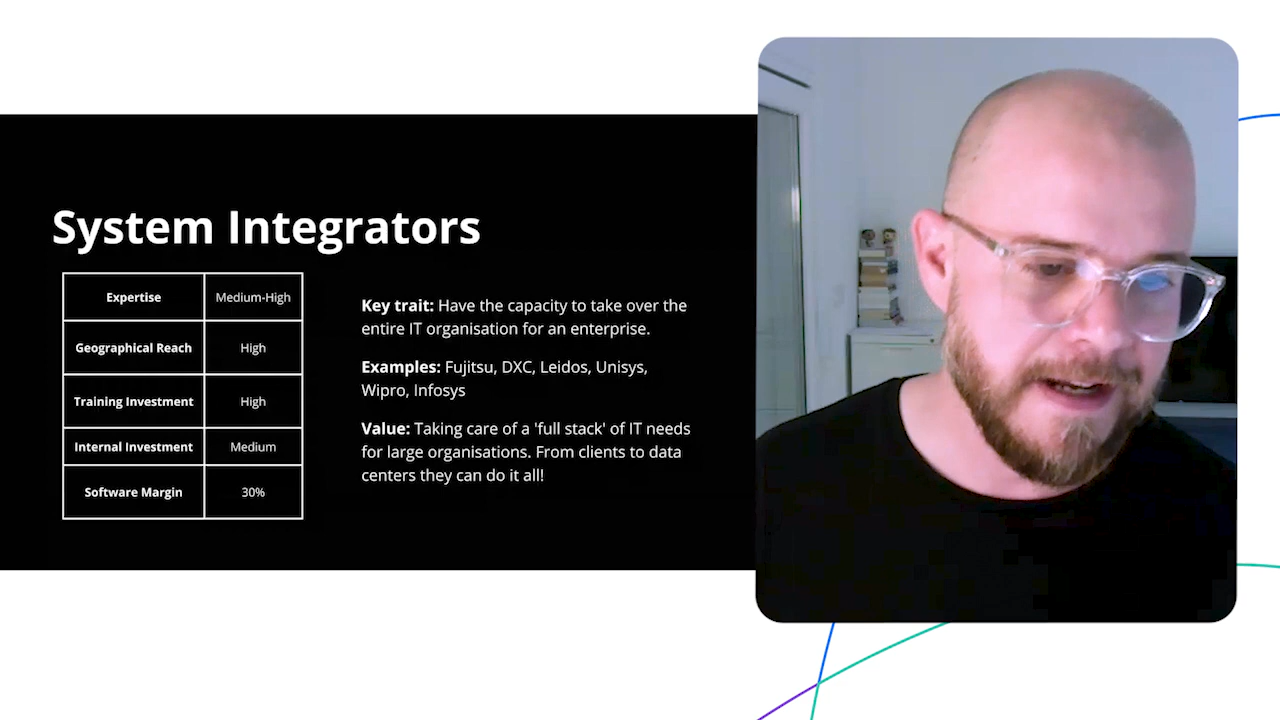 System Integrators
Expertise Medium-High
Geographical Reach High
Training Investment High
Internal Investment Medium
Software Margin 30%
Key trait: Have the capacity to take over the
entire IT organisation for an enterprise.
Examples: Fujitsu, DXC, Leidos, Unisys,
Wipro, Infosys
Value: Taking care of a 'full stack' of IT needs
for large organisations. From clients to data
centers they can do it all!